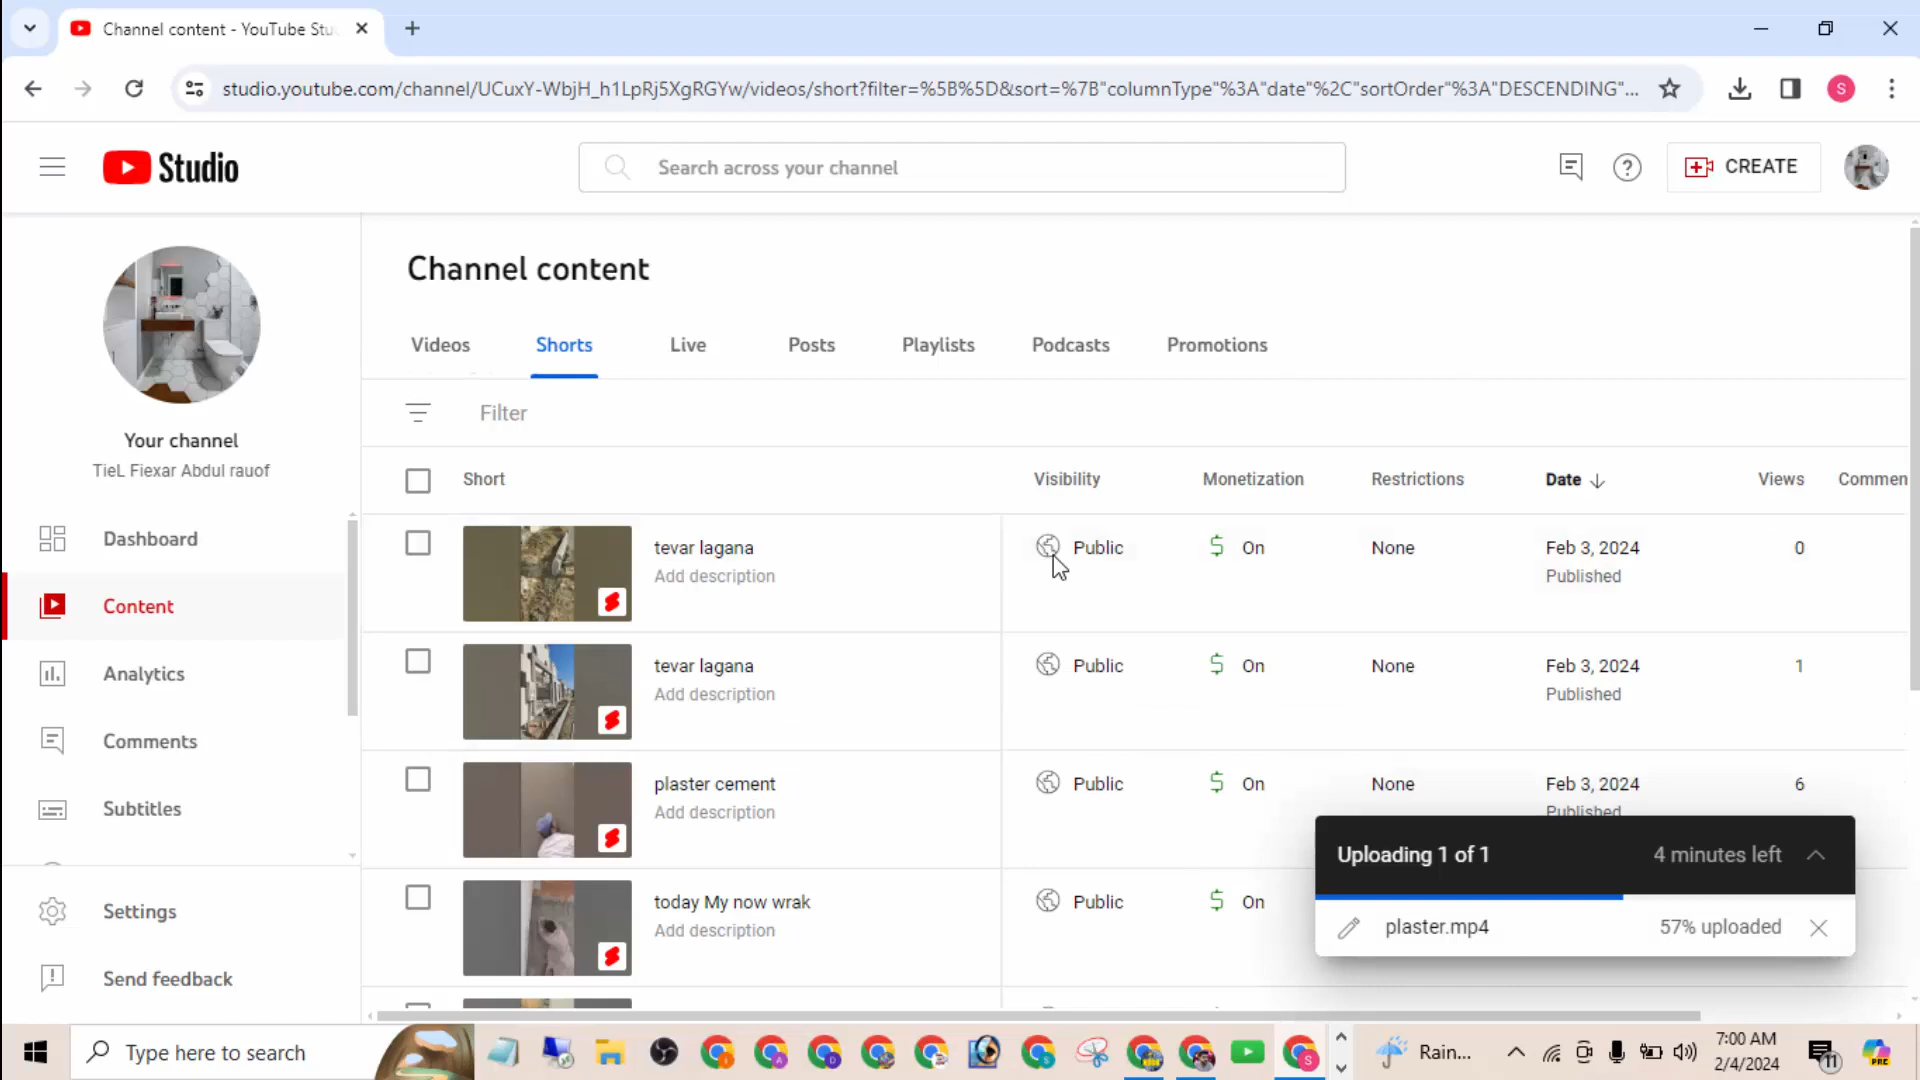 Channel content - YouTube Stu
studio.youtube.com/channel/UCuxY-WbjH_h1LpRj5XgRGYw/videos/short?filter=%5B%5D&sort=%7B"columnType"%3A"date"%2C"sortOrder"%3A"DESCENDING"...
S
Studio
Search across your channel
CREATE
Channel content
Videos Shorts Live Posts Playlists Podcasts Promotions
Filter
Your channel
TieL Fiexar Abdul rauof
Dashboard
Content
Analytics
Comments
Subtitles
Settings
Send feedback
Short Visibility Monetization Restrictions Date Views Commen
tevar lagana Public On None Feb 3, 2024 0
Add description Published
tevar lagana Public On None Feb 3, 2024 1
Add description Published
plaster cement Public On None Feb 3, 2024 6
Add description Published
today My now wrak Public On
Add description
Uploading 1 of 1 4 minutes left
plaster.mp4 57% uploaded
Type here to search
Rain...
7:00 AM
2/4/2024
11
PRE